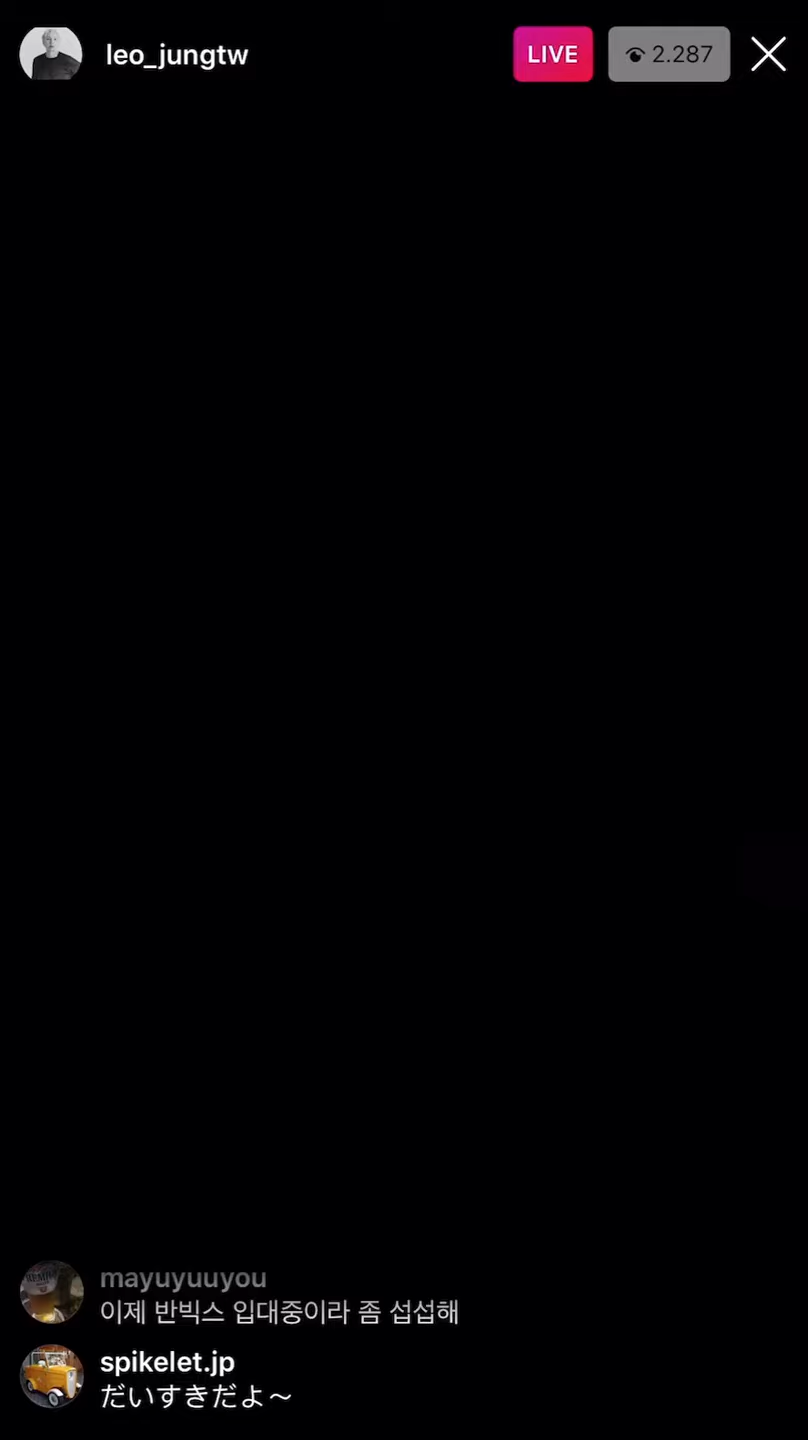 leo_jungtw
LIVE
2.287
mayuyuuyou
이제 반빅스 입대중이라 좀 섭섭해
spikelet.jp
だいすきだよ〜